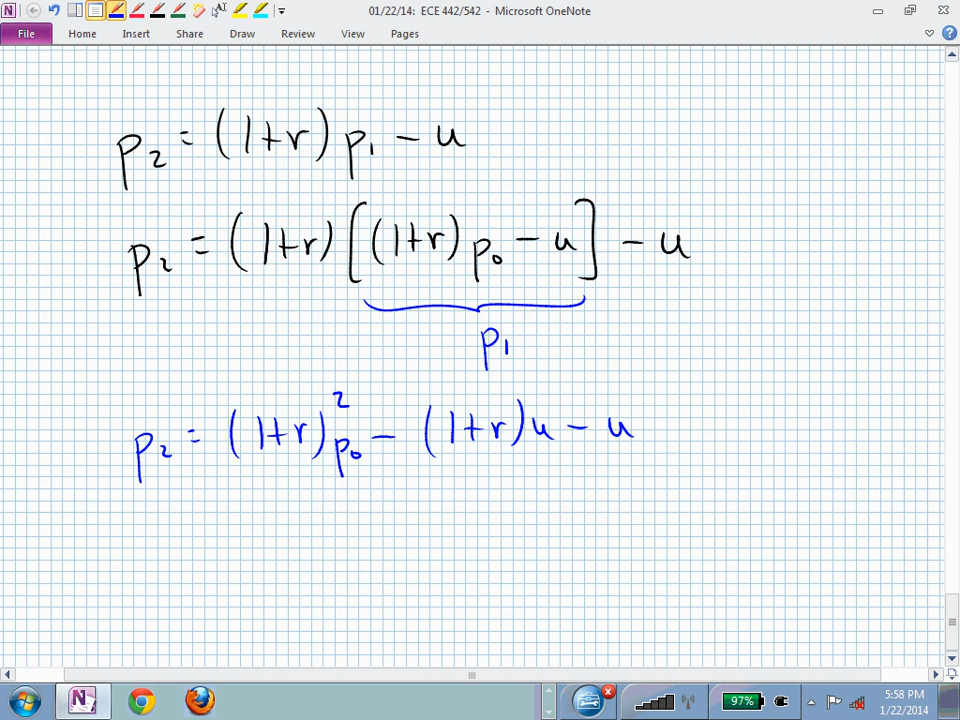 01/22/14: ECE 442/542 - Microsoft OneNote
File Home Insert Share Draw Review View Pages
p₂ = (1+r) p₁ − u
p₂ = (1+r) [(1+r) p₀ − u] − u
p₁
p₂ = (1+r)² p₀ − (1+r) u − u
97%
5:58 PM
1/22/2014